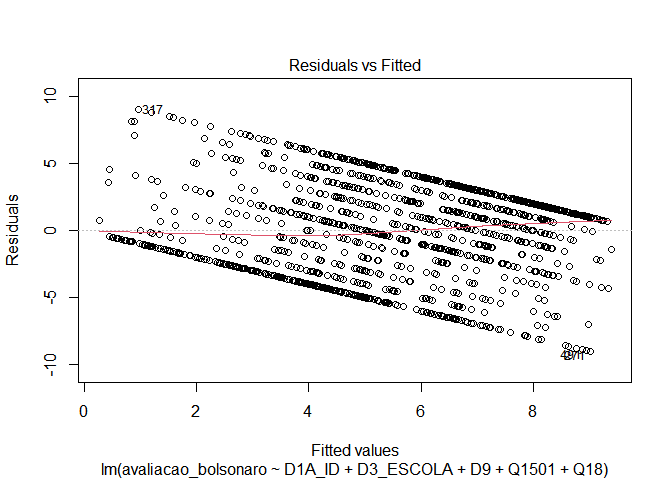 Residuals vs Fitted
10
5
0
-5
-10
Residuals
317
0 2 4 6 8
Fitted values
lm(avaliacao_bolsonaro ~ D1A_ID + D3_ESCOLA + D9 + Q1501 + Q18)